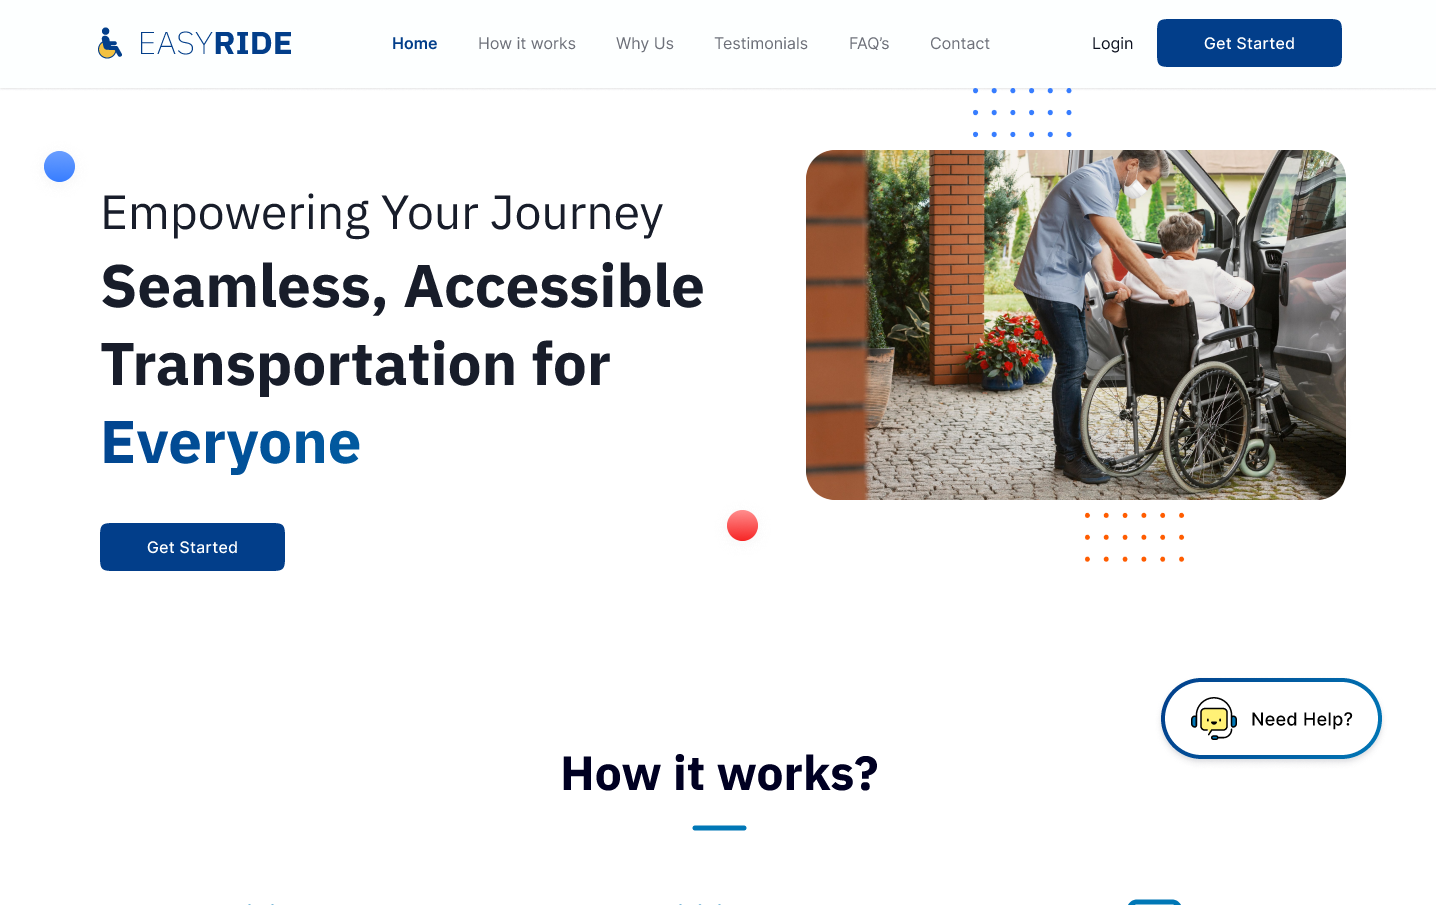 EASYRIDE
Home
How it works
Why Us
Testimonials
FAQ's
Contact
Login
Get Started
Empowering Your Journey
Seamless, Accessible
Transportation for
Everyone
Get Started
Need Help?
How it works?